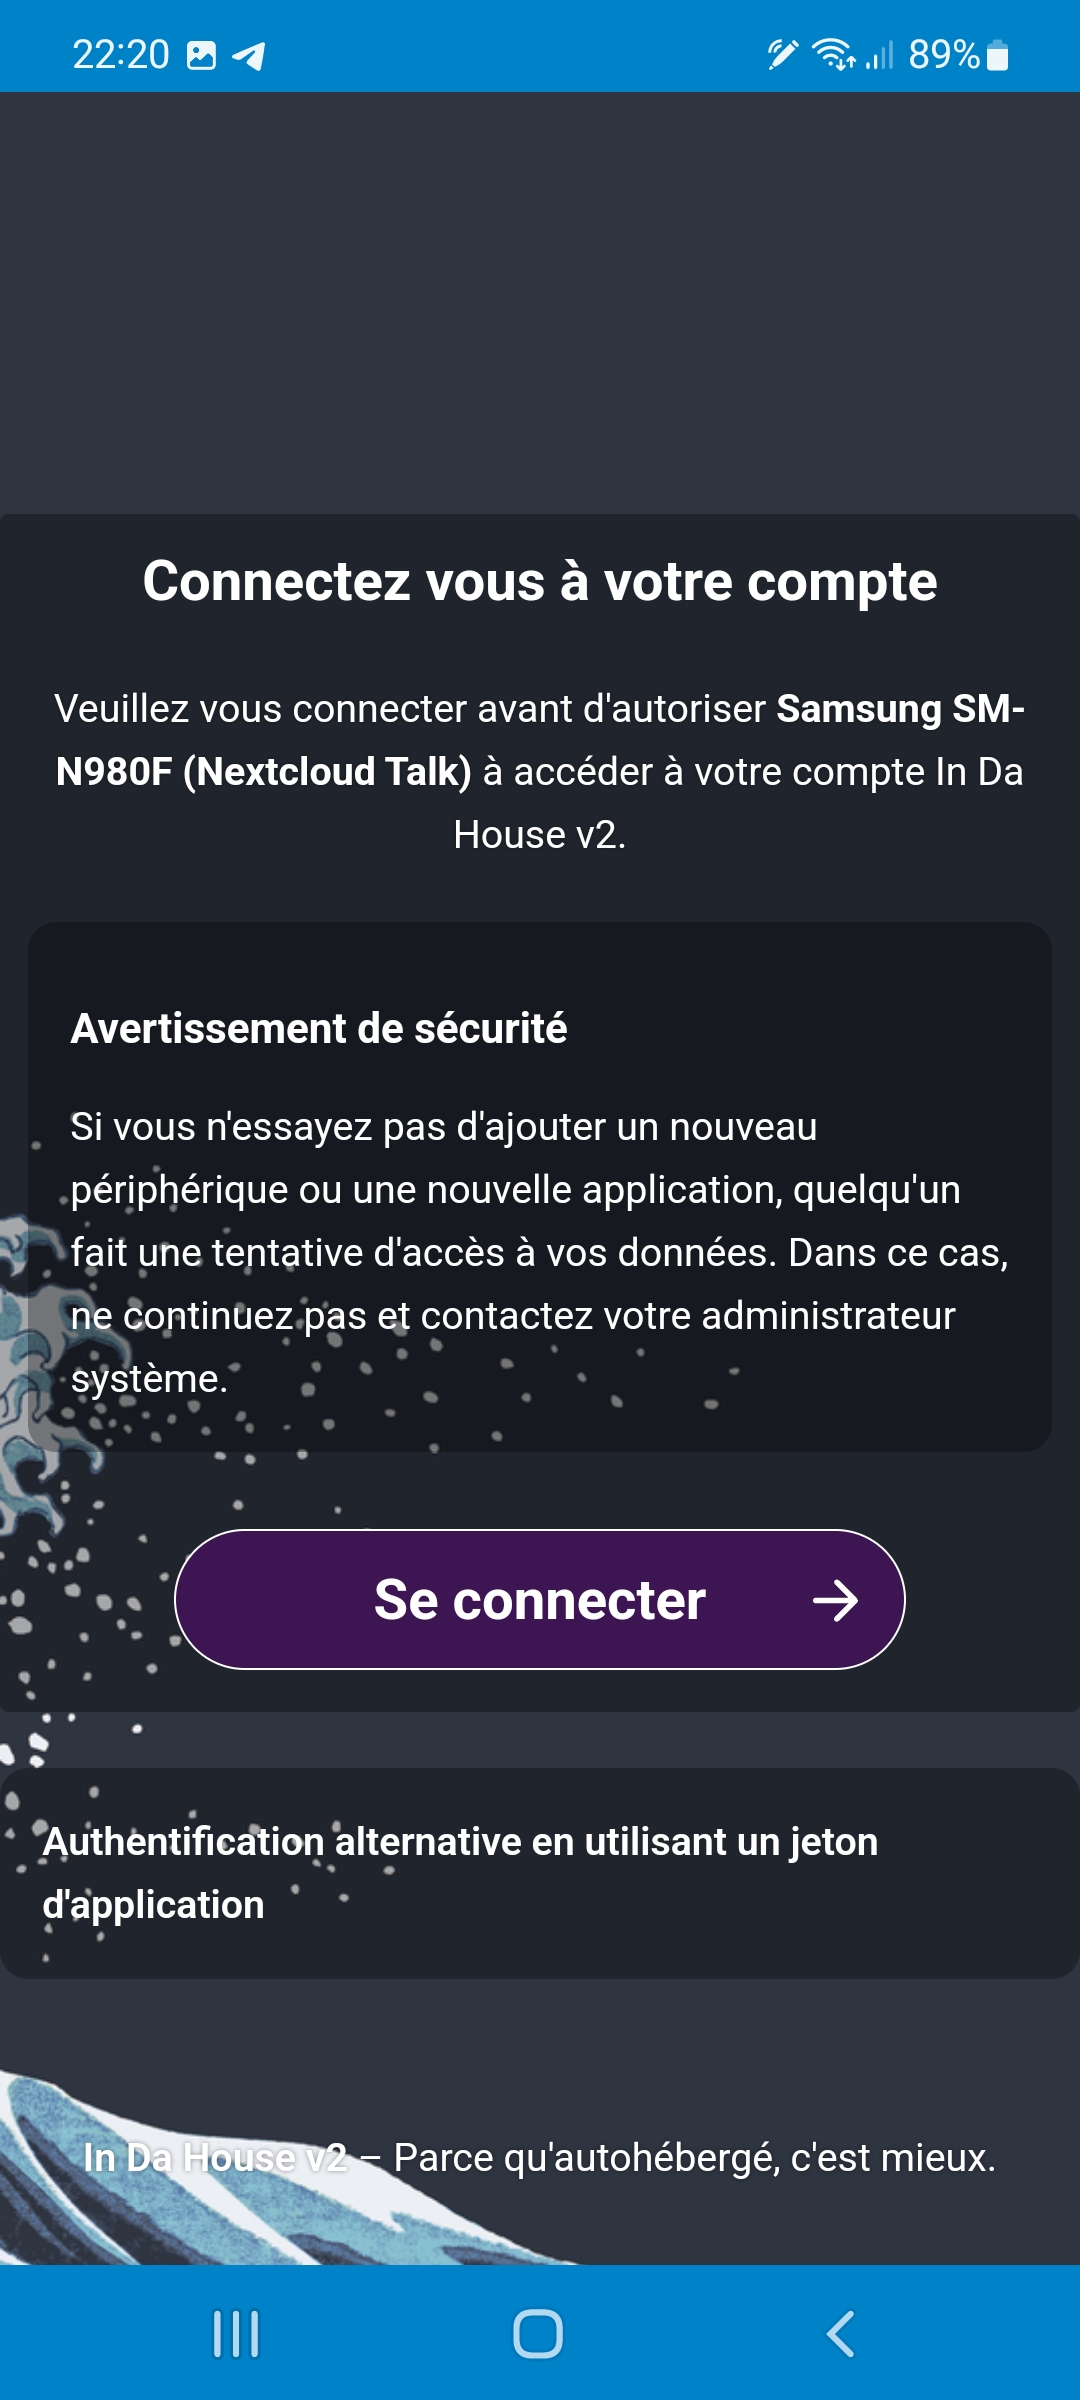 22:20
89%
Connectez vous à votre compte
Veuillez vous connecter avant d'autoriser Samsung SM-
N980F (Nextcloud Talk) à accéder à votre compte In Da
House v2.
Avertissement de sécurité
Si vous n'essayez pas d'ajouter un nouveau
périphérique ou une nouvelle application, quelqu'un
fait une tentative d'accès à vos données. Dans ce cas,
ne continuez pas et contactez votre administrateur
système.
Se connecter
Authentification alternative en utilisant un jeton
d'application
In Da House v2 – Parce qu'autohébergé, c'est mieux.